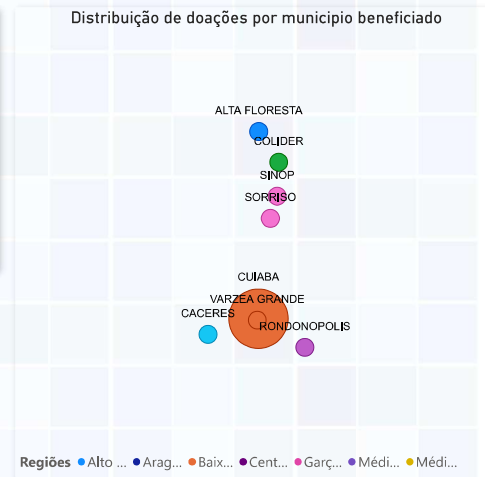 Distribuição de doações por municipio beneficiado
ALTA FLORESTA
COLIDER
SINOP
SORRISO
CUIABA
VARZEA GRANDE
CACERES
RONDONOPOLIS
Regiões Alto ... Arag... Baix... Cent... Garç... Médi... Médi...